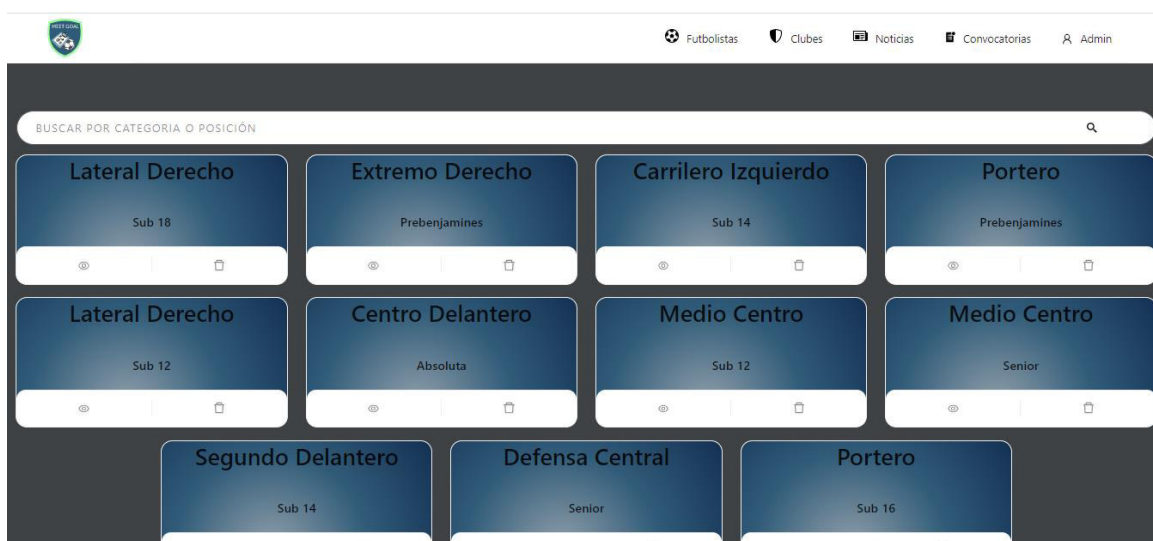 MEET GOAL
Futbolistas Clubes Noticias Convocatorias Admin
BUSCAR POR CATEGORIA O POSICIÓN
Lateral Derecho Extremo Derecho Carrilero Izquierdo Portero
Sub 18 Prebenjamines Sub 14 Prebenjamines
Lateral Derecho Centro Delantero Medio Centro Medio Centro
Sub 12 Absoluta Sub 12 Senior
Segundo Delantero Defensa Central Portero
Sub 14 Senior Sub 16